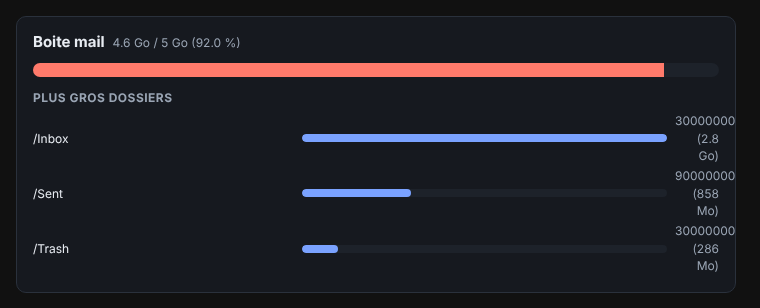 Boite mail 4.6 Go / 5 Go (92.0 %)
PLUS GROS DOSSIERS
/Inbox
30000000
(2.8
Go)
/Sent
90000000
(858
Mo)
/Trash
30000000
(286
Mo)